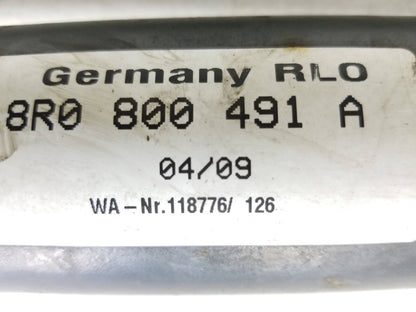 Germany RLO
8R0 800 491 A
04/09
WA-Nr.118776/ 126